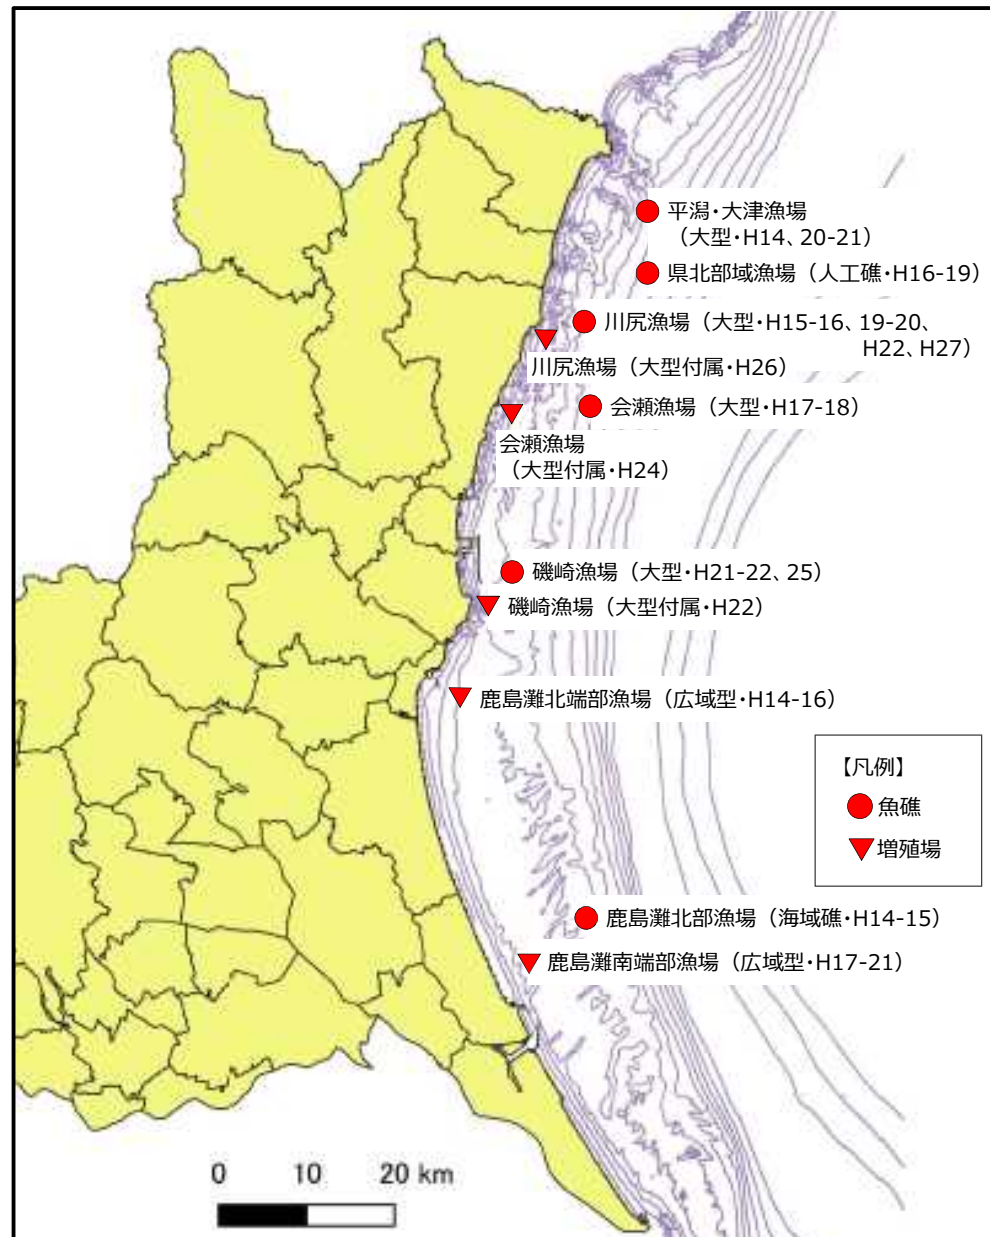 平潟・大津漁場
（大型・H14、20-21）
県北部域漁場（人工礁・H16-19）
川尻漁場（大型・H15-16、19-20、
H22、H27）
川尻漁場（大型付属・H26）
会瀬漁場（大型・H17-18）
会瀬漁場
（大型付属・H24）
磯崎漁場（大型・H21-22、25）
磯崎漁場（大型付属・H22）
鹿島灘北端部漁場（広域型・H14-16）
【凡例】
魚礁
増殖場
鹿島灘北部漁場（海域礁・H14-15）
鹿島灘南端部漁場（広域型・H17-21）
0 10 20 km